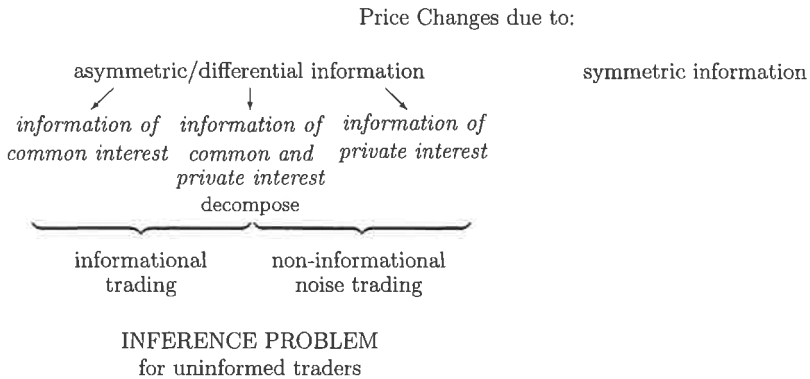 Price Changes due to:
asymmetric/differential information symmetric information
information of information of information of
common interest common and private interest
private interest
decompose
informational non-informational
trading noise trading
INFERENCE PROBLEM
for uninformed traders